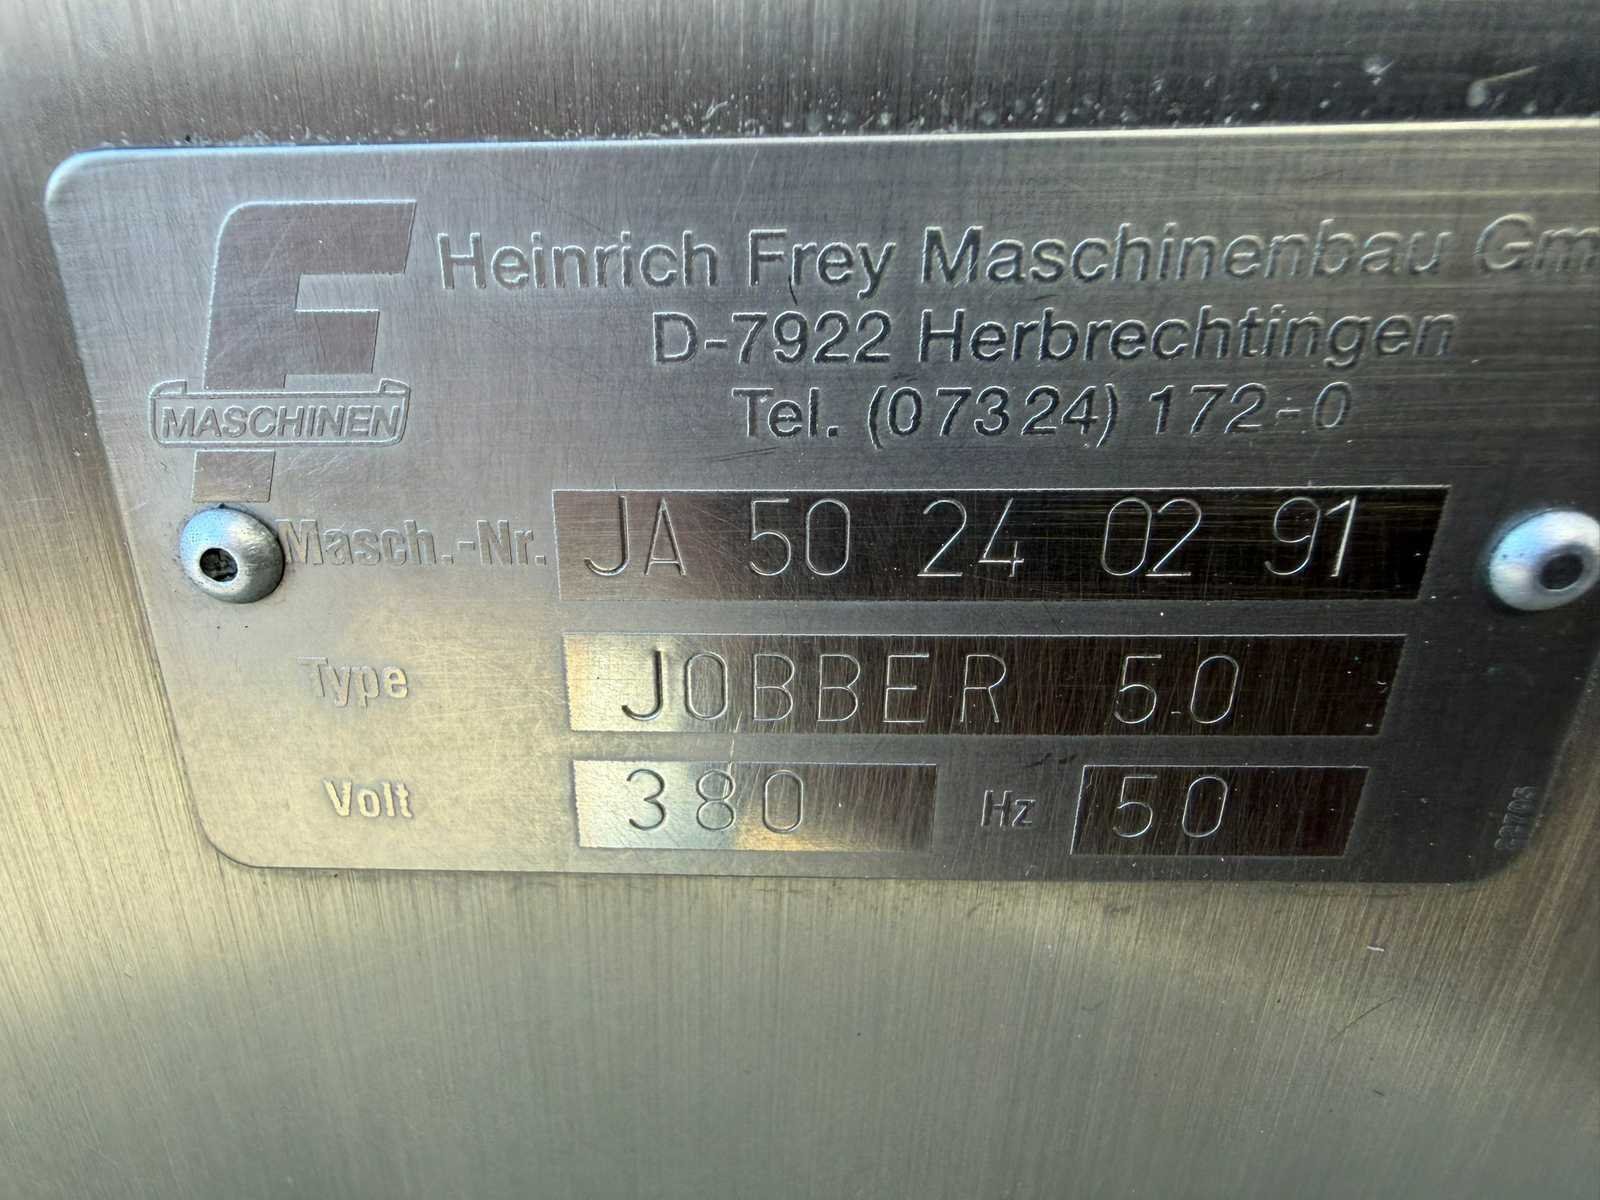 Heinrich Frey Maschinenbau Gm
D-7922 Herbrechtingen
Tel. (07324) 172-0
MASCHINEN
Masch.-Nr. JA 50 24 02 91
Type JOBBER 50
Volt 380 Hz 50